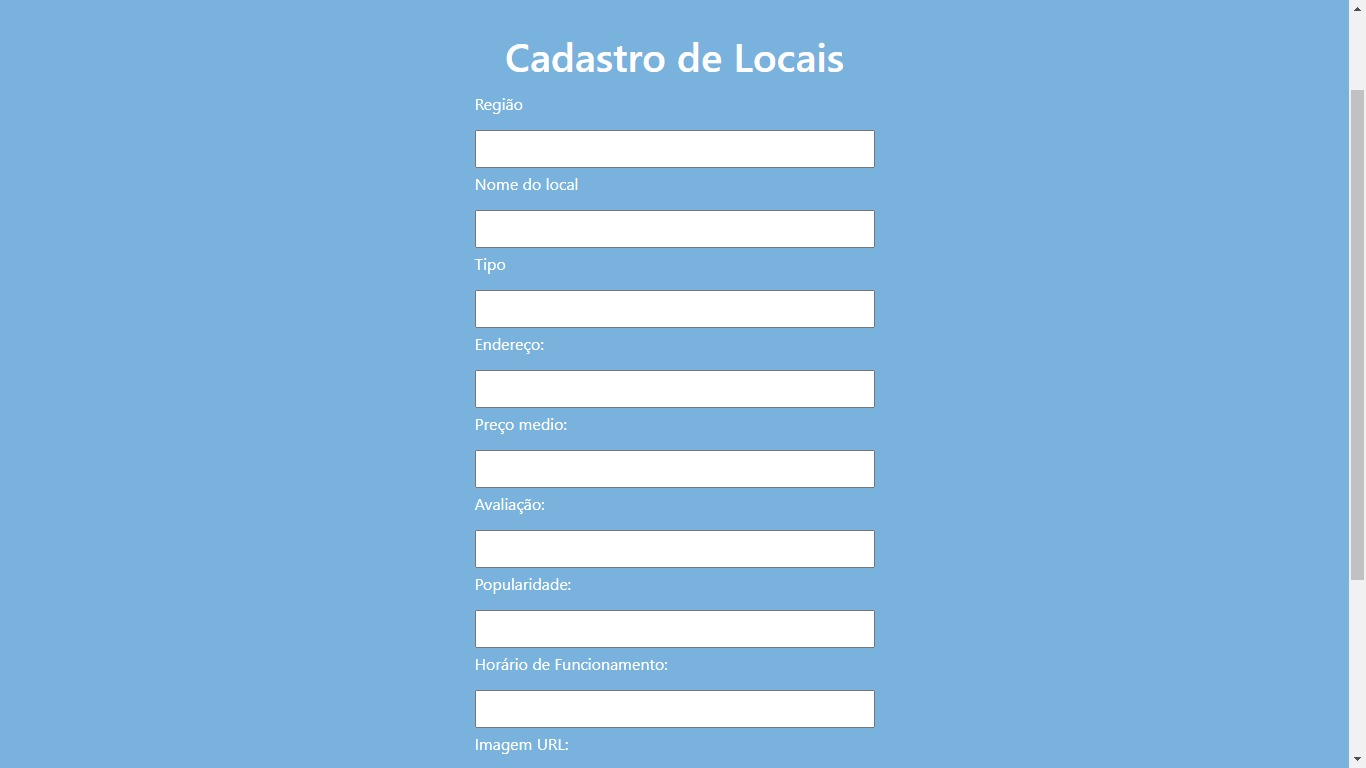 Cadastro de Locais
Região
Nome do local
Tipo
Endereço:
Preço medio:
Avaliação:
Popularidade:
Horário de Funcionamento:
Imagem URL: